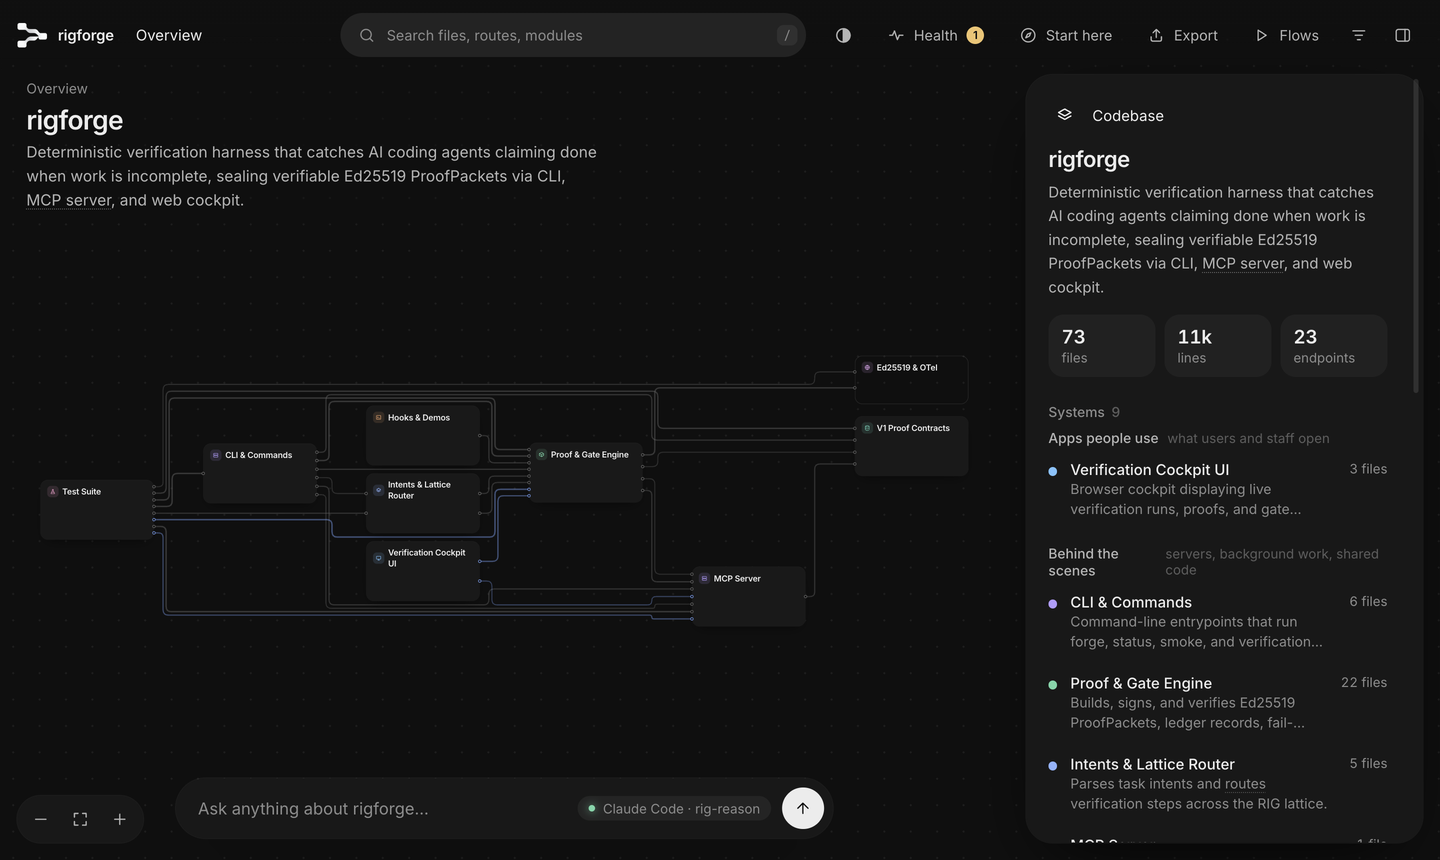 rigforge
Overview
Search files, routes, modules
/
Health
1
Start here
Export
Flows
Overview
rigforge
Deterministic verification harness that catches AI coding agents claiming done
when work is incomplete, sealing verifiable Ed25519 ProofPackets via CLI,
MCP server, and web cockpit.
Test Suite
CLI & Commands
Hooks & Demos
Intents & Lattice
Router
Verification Cockpit
UI
Proof & Gate Engine
MCP Server
Ed25519 & OTel
V1 Proof Contracts
Ask anything about rigforge...
Claude Code · rig-reason
Codebase
rigforge
Deterministic verification harness that catches
AI coding agents claiming done when work is
incomplete, sealing verifiable Ed25519
ProofPackets via CLI, MCP server, and web
cockpit.
73
files
11k
lines
23
endpoints
Systems 9
Apps people use what users and staff open
Verification Cockpit UI 3 files
Browser cockpit displaying live
verification runs, proofs, and gate...
Behind the
scenes
servers, background work, shared
code
CLI & Commands 6 files
Command-line entrypoints that run
forge, status, smoke, and verification...
Proof & Gate Engine 22 files
Builds, signs, and verifies Ed25519
ProofPackets, ledger records, fail-...
Intents & Lattice Router 5 files
Parses task intents and routes
verification steps across the RIG lattice.